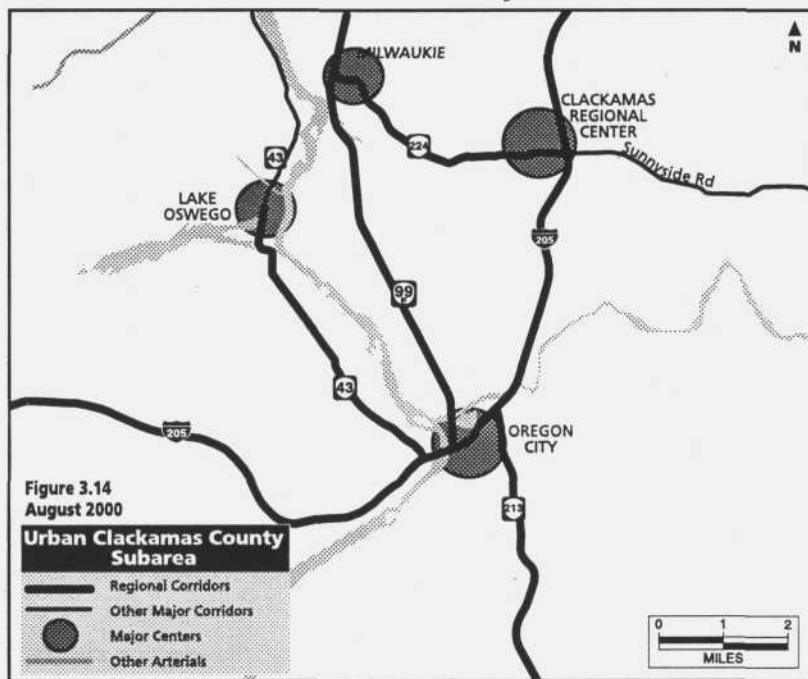 MILWAUKIE
N
CLACKAMAS
REGIONAL
CENTER
224
Sunnyside Rd
43
LAKE
OSWEGO
205
99
E
43
205
OREGON
CITY
213
Figure 3.14
August 2000
Urban Clackamas County
Subarea
Regional Corridors
Other Major Corridors
Major Centers
Other Arterials
0 1 2
MILES